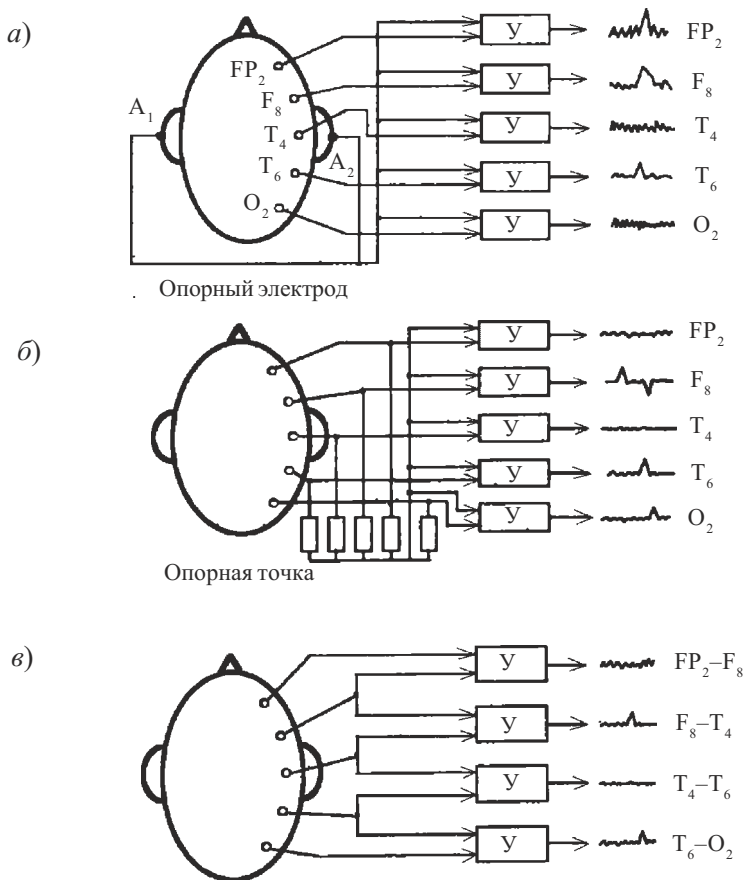 а)
У FP₂
FP₂
У F₈
F₈
A₁
T₄ У T₄
A₂
T₆ У T₆
O₂
У O₂
Опорный электрод
б)
У FP₂
У F₈
У T₄
У T₆
У O₂
Опорная точка
в)
У FP₂–F₈
У F₈–T₄
У T₄–T₆
У T₆–O₂